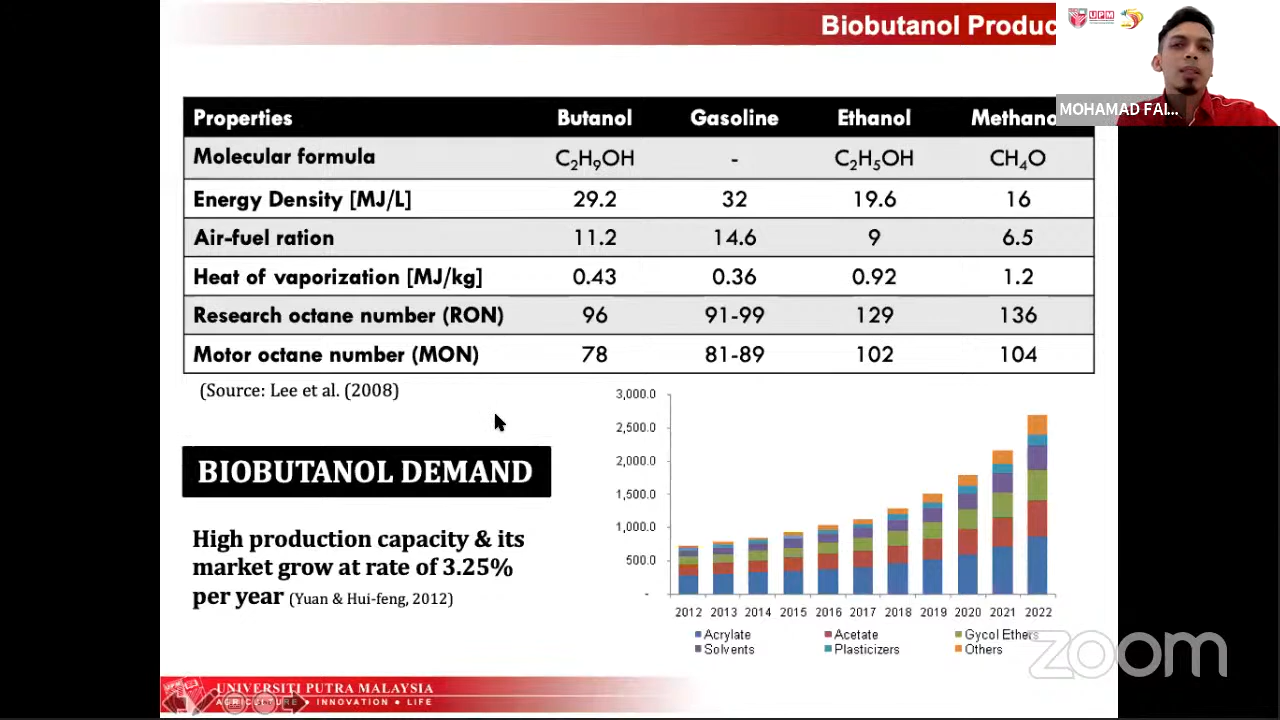 Biobutanol Produc
UPM
MOHAMAD FAI...
Properties Butanol Gasoline Ethanol Methano
Molecular formula C₂H₉OH - C₂H₅OH CH₄O
Energy Density [MJ/L] 29.2 32 19.6 16
Air-fuel ration 11.2 14.6 9 6.5
Heat of vaporization [MJ/kg] 0.43 0.36 0.92 1.2
Research octane number (RON) 96 91-99 129 136
Motor octane number (MON) 78 81-89 102 104
(Source: Lee et al. (2008)
BIOBUTANOL DEMAND
High production capacity & its
market grow at rate of 3.25%
per year (Yuan & Hui-feng, 2012)
3,000.0
2,500.0
2,000.0
1,500.0
1,000.0
500.0
-
2012 2013 2014 2015 2016 2017 2018 2019 2020 2021 2022
Acrylate Acetate Gycol Ethers
Solvents Plasticizers Others
zoom
UNIVERSITI PUTRA MALAYSIA
AGRICULTURE • INNOVATION • LIFE